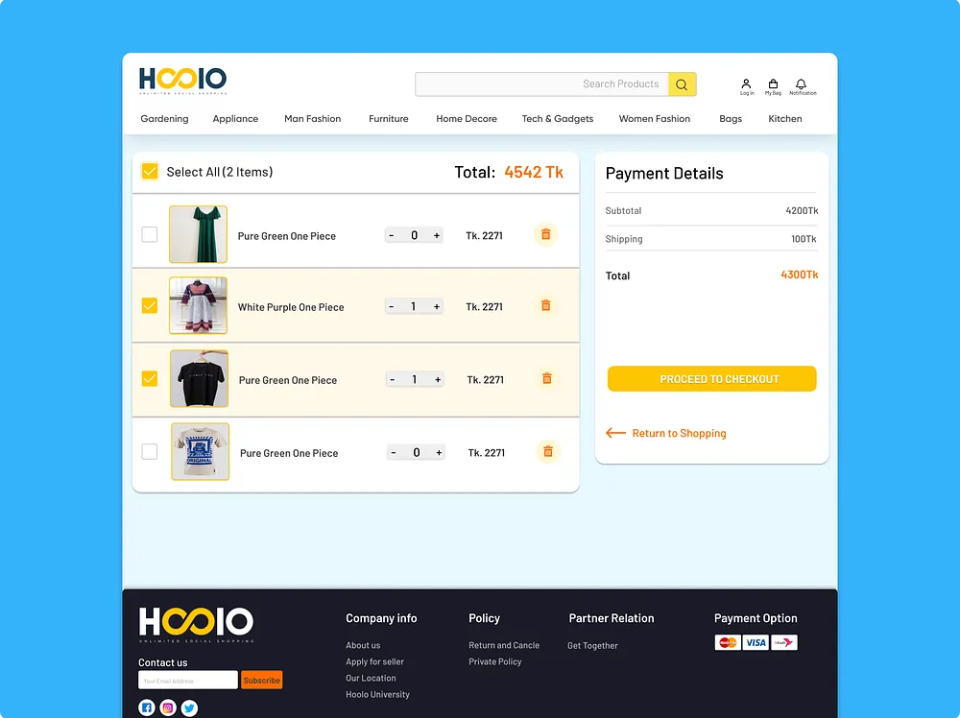 HOOLO
UNLIMITED SOCIAL SHOPPING
Search Products
Log in
My Bag
Notification
Gardening
Appliance
Man Fashion
Furniture
Home Decore
Tech & Gadgets
Women Fashion
Bags
Kitchen
Select All (2 Items)
Total: 4542 Tk
Pure Green One Piece
- 0 +
Tk. 2271
White Purple One Piece
- 1 +
Tk. 2271
Pure Green One Piece
- 1 +
Tk. 2271
ORIGINAL
Pure Green One Piece
- 0 +
Tk. 2271
Payment Details
Subtotal 4200Tk
Shipping 100Tk
Total 4300Tk
PROCEED TO CHECKOUT
Return to Shopping
HOOLO
UNLIMITED SOCIAL SHOPPING
Contact us
Your Email Address
Subscribe
Company info
About us
Apply for seller
Our Location
Hoolo University
Policy
Return and Cancle
Private Policy
Partner Relation
Get Together
Payment Option
VISA